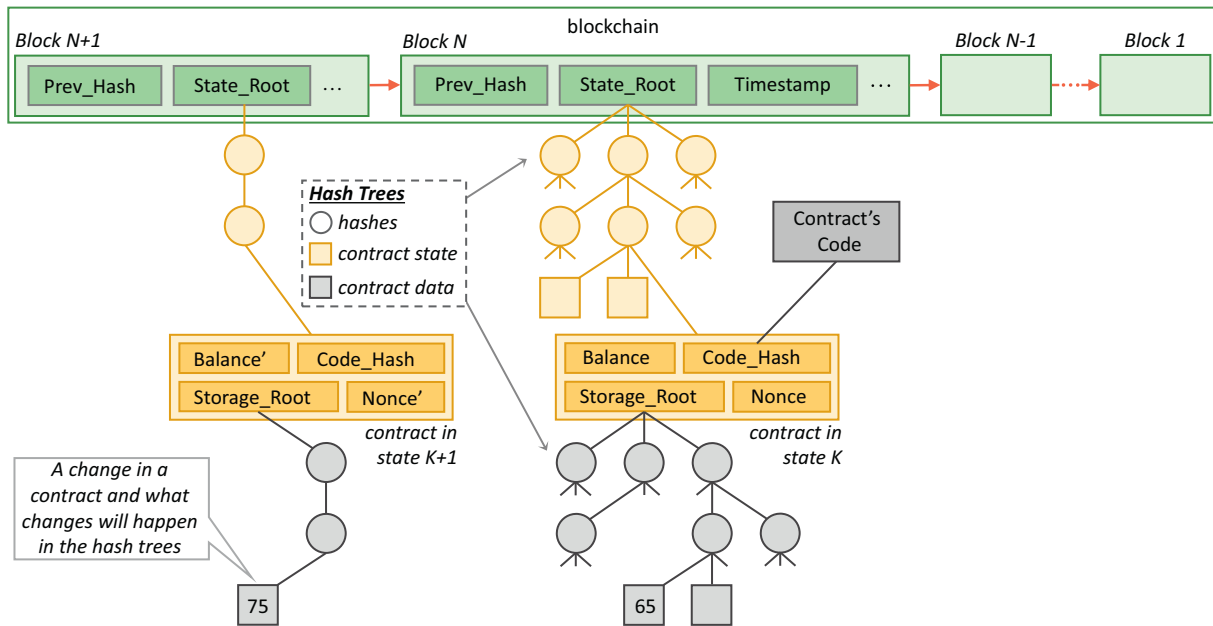 blockchain
Block N+1
Block N
Block N-1
Block 1
Prev_Hash
State_Root
...
Prev_Hash
State_Root
Timestamp
...
Hash Trees
hashes
contract state
contract data
Contract's
Code
Balance'
Code_Hash
Storage_Root
Nonce'
contract in
state K+1
Balance
Code_Hash
Storage_Root
Nonce
contract in
state K
A change in a
contract and what
changes will happen
in the hash trees
75
65